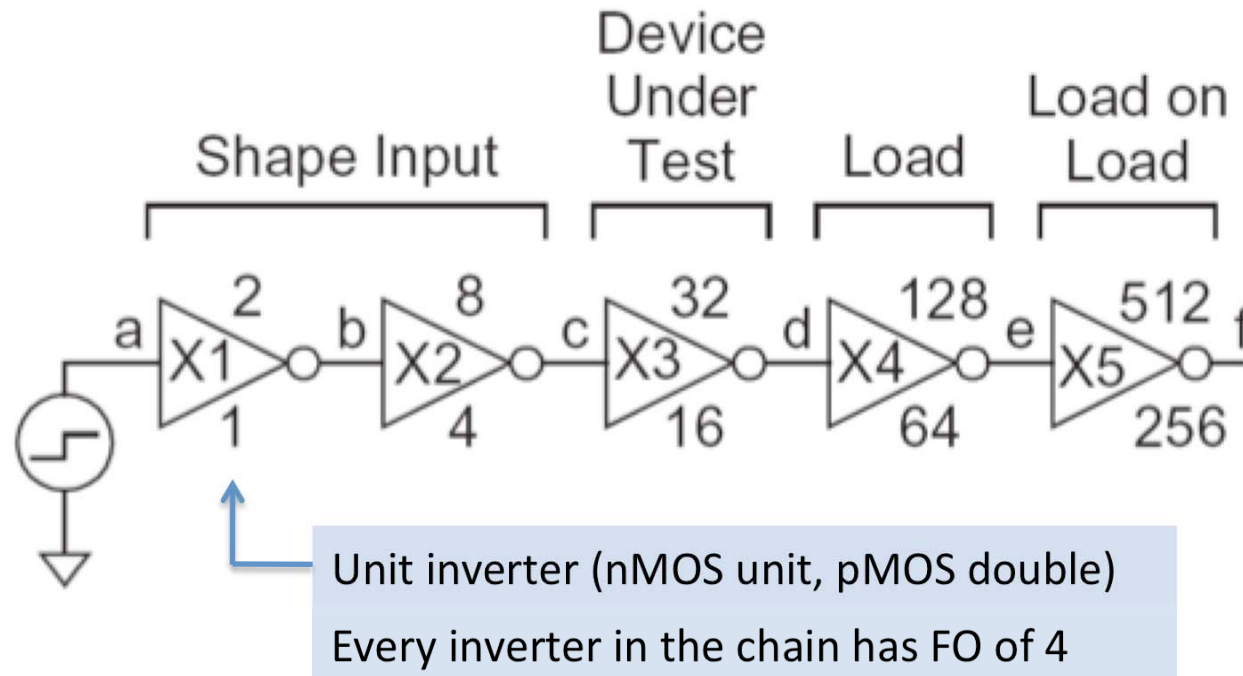 Device
Under
Test
Load on
Load
Shape Input
Load
2
8
32
128
512
a
X1
b
X2
c
X3
d
X4
e
X5
f
1
4
16
64
256
Unit inverter (nMOS unit, pMOS double)
Every inverter in the chain has FO of 4